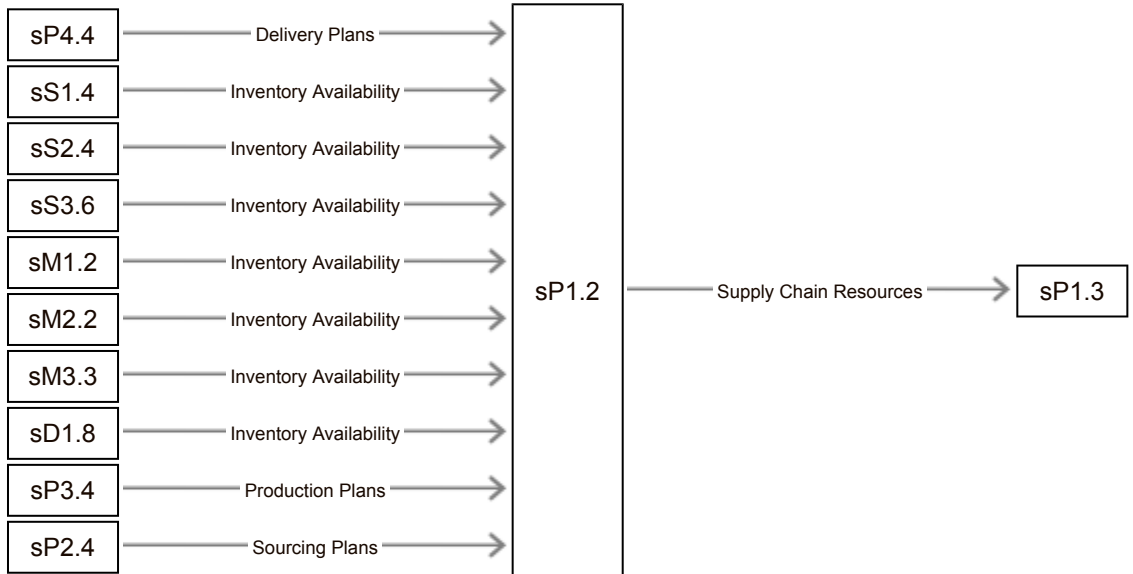 sP4.4 Delivery Plans
sS1.4 Inventory Availability
sS2.4 Inventory Availability
sS3.6 Inventory Availability
sM1.2 Inventory Availability
sP1.2 Supply Chain Resources sP1.3
sM2.2 Inventory Availability
sM3.3 Inventory Availability
sD1.8 Inventory Availability
sP3.4 Production Plans
sP2.4 Sourcing Plans